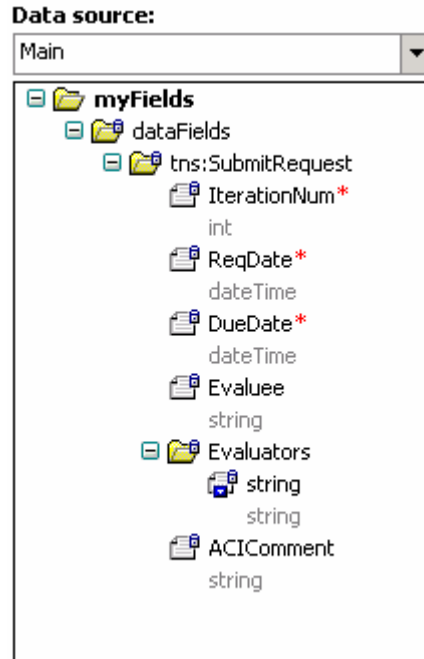 Data source:
Main
myFields
dataFields
tns:SubmitRequest
IterationNum*
int
ReqDate*
dateTime
DueDate*
dateTime
Evaluee
string
Evaluators
string
string
ACIComment
string